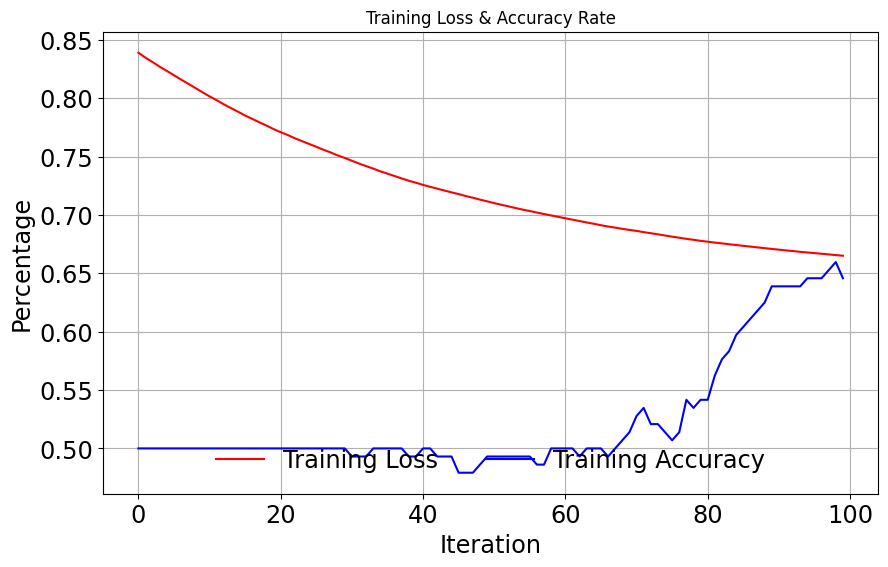 Training Loss & Accuracy Rate
0.85
0.80
0.75
0.70
0.65
0.60
0.55
0.50
Percentage
Training Loss
Training Accuracy
0 20 40 60 80 100
Iteration